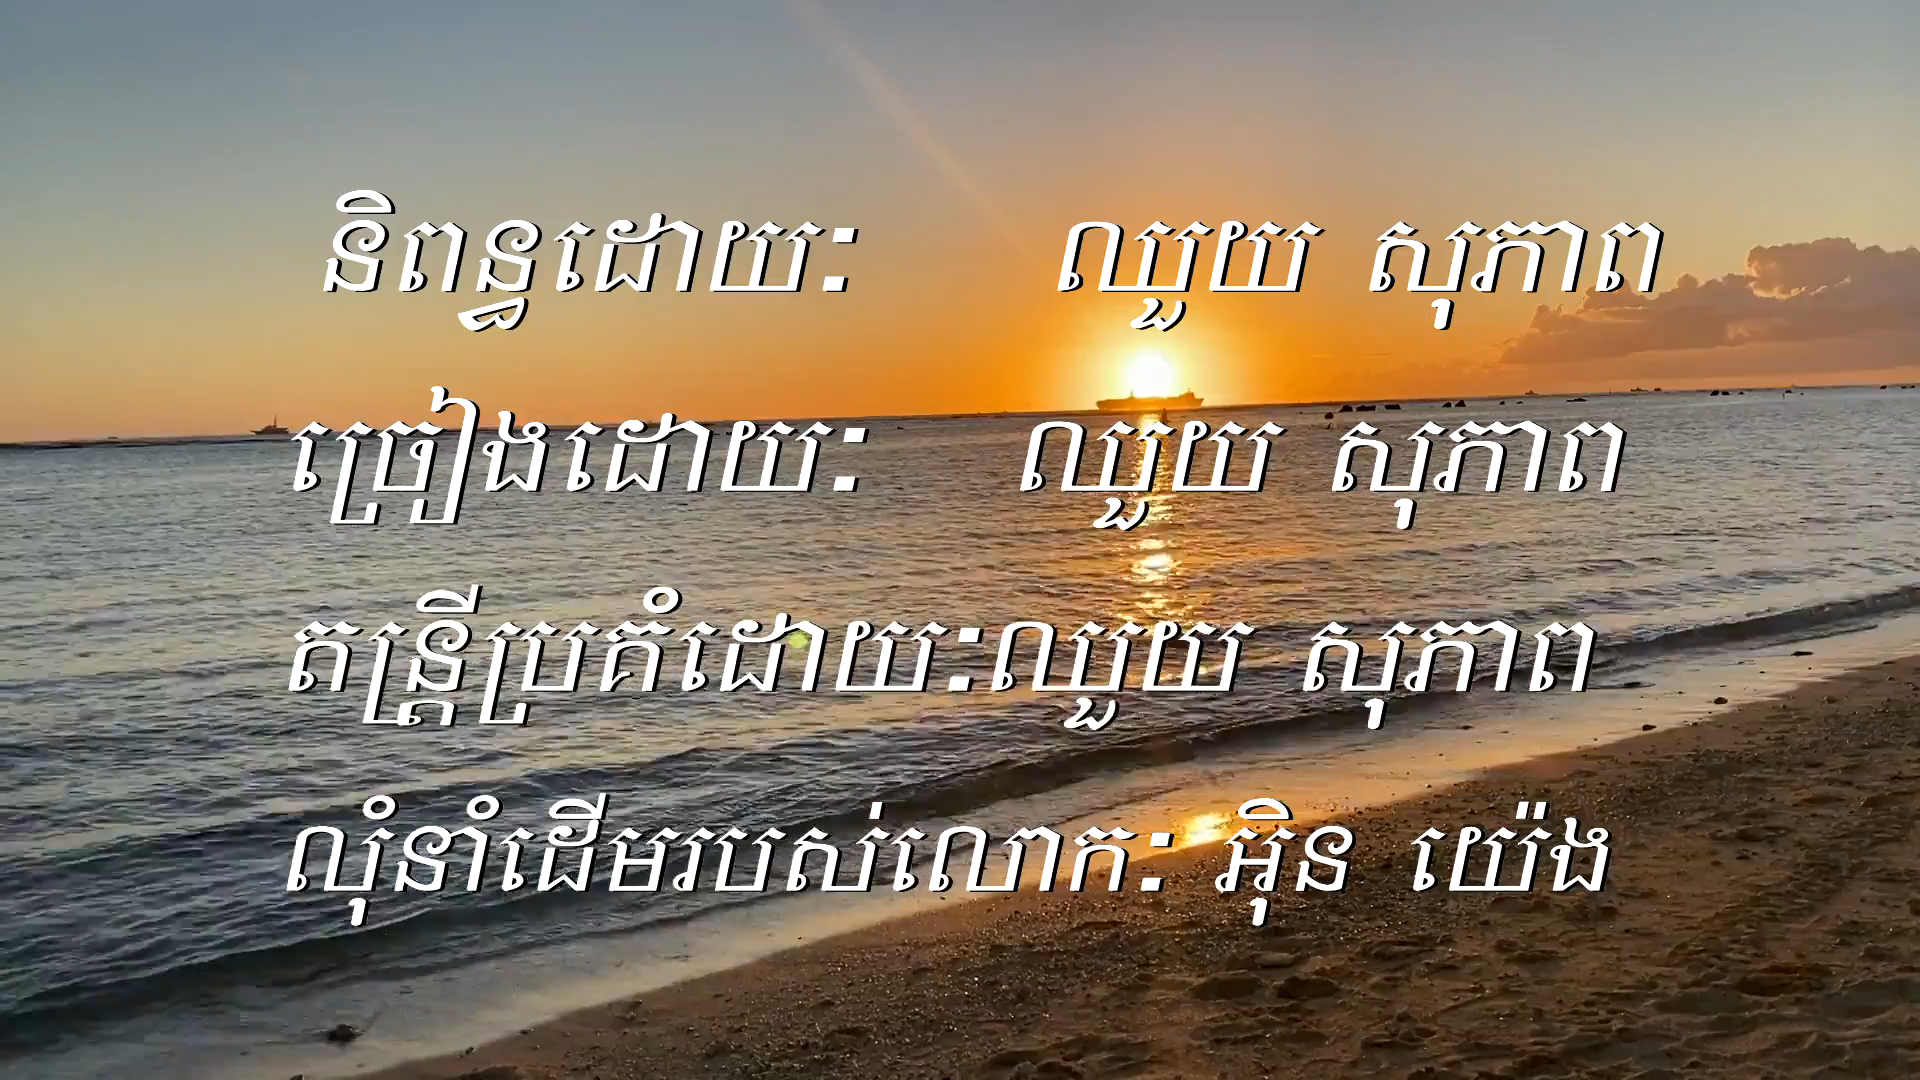 និពន្ធដោយ: ឈួយ សុភាព
ច្រៀងដោយ: ឈួយ សុភាព
តន្ត្រីប្រគំដោយ:ឈួយ សុភាព
លុំនាំដើមរបស់លោក: អ៊ិន យ៉េង